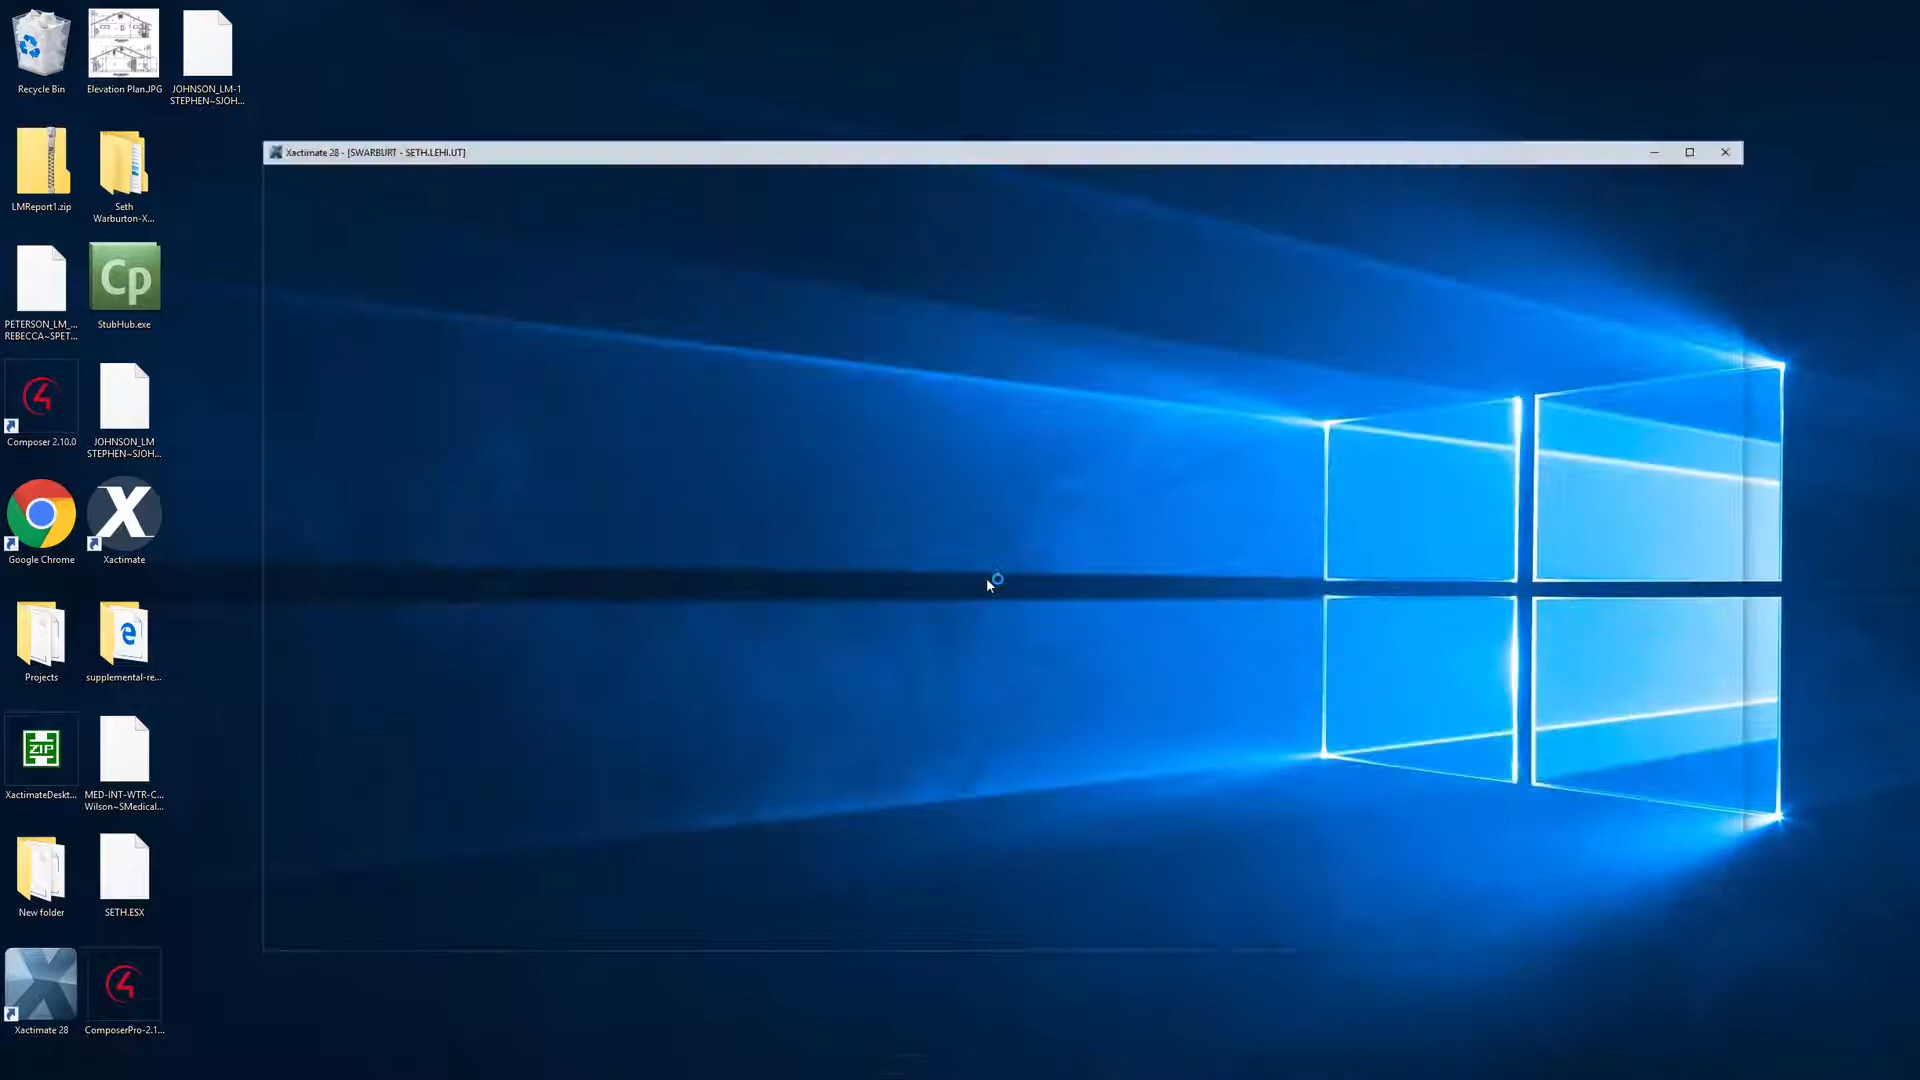 Recycle Bin
Elevation Plan.JPG
JOHNSON_LM-1
STEPHEN~SJOH...
Xactimate 28 - [SWARBURT - SETH.LEHI.UT]
LMReport1.zip
Seth
Warburton-X...
PETERSON_LM_...
REBECCA~SPET...
Cp
StubHub.exe
Composer 2.10.0
JOHNSON_LM
STEPHEN~SJOH...
Google Chrome
X
Xactimate
Projects
supplemental-re...
ZIP
XactimateDeskt...
MED-INT-WTR-C...
Wilson~SMedical...
New folder
SETH.ESX
Xactimate 28
ComposerPro-2.1...